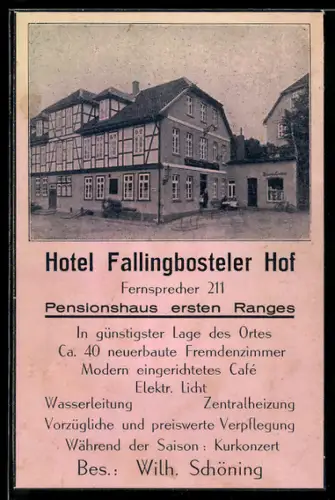 Hotel Fallingbosteler Hof
Fernsprecher 211
Pensionshaus ersten Ranges
In günstigster Lage des Ortes
Ca. 40 neuerbaute Fremdenzimmer
Modern eingerichtetes Café
Elektr. Licht
Wasserleitung Zentralheizung
Vorzügliche und preiswerte Verpflegung
Während der Saison: Kurkonzert
Bes.: Wilh. Schöning